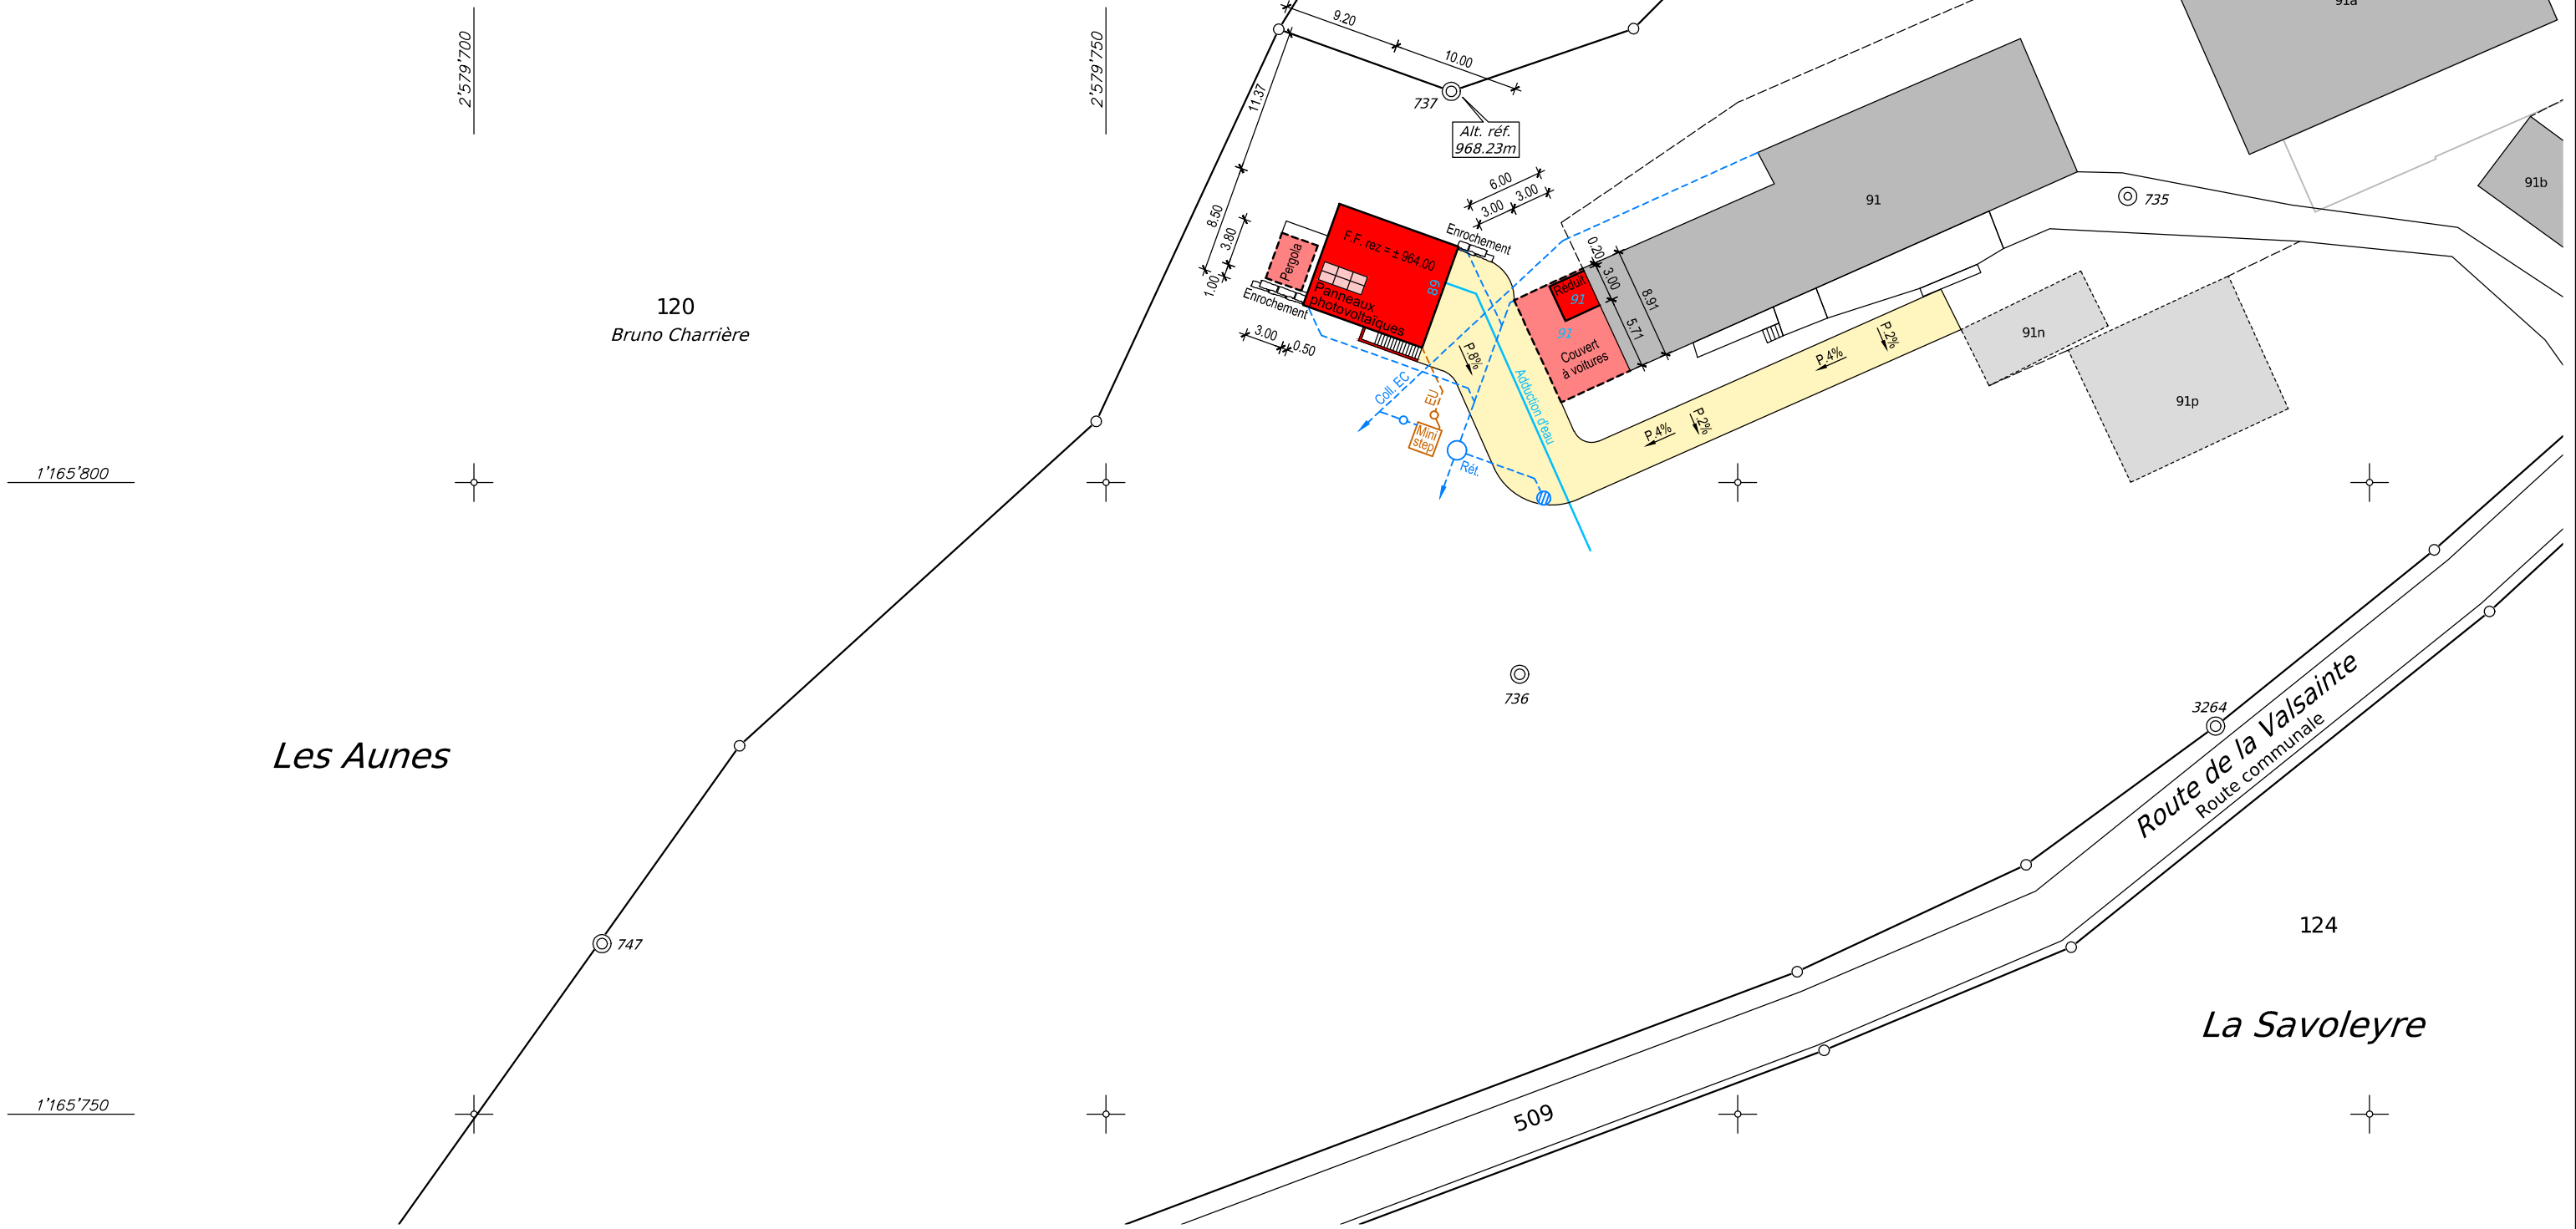 91a
2'579'700
2'579'750
9.20
10.00
11.37
737
Alt. réf.
968.23m
6.00
3.00
3.00
91
735
91b
8.50
3.80
1.00
Pergola
Enrochement
F.F. rez = ± 964.00
Panneaux
photovoltaïques
89
Enrochement
0.20
3.00
8.91
5.71
Réduit
91
91
Couvert
à voitures
3.00
0.50
P.8%
P.4%
P.2%
P.4%
P.2%
91n
91p
120
Bruno Charrière
Coll. EC
EU
Mini
step
Rét.
Adduction d'eau
1'165'800
736
3264
Route de la Valsainte
Route communale
Les Aunes
747
124
La Savoleyre
1'165'750
509